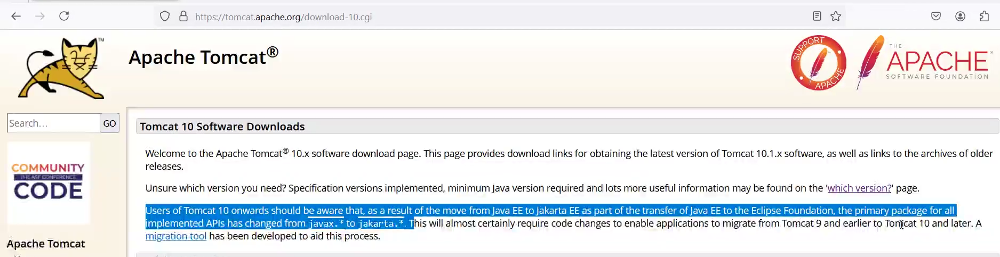 https://tomcat.apache.org/download-10.cgi
™
Apache Tomcat®
SUPPORT
APACHE
THE
APACHE
SOFTWARE FOUNDATION
Search…
GO
Tomcat 10 Software Downloads
Welcome to the Apache Tomcat® 10.x software download page. This page provides download links for obtaining the latest version of Tomcat 10.1.x software, as well as links to the archives of older
releases.
COMMUNITY
THE ASF CONFERENCE
CODE
Unsure which version you need? Specification versions implemented, minimum Java version required and lots more useful information may be found on the 'which version?' page.
Users of Tomcat 10 onwards should be aware that, as a result of the move from Java EE to Jakarta EE as part of the transfer of Java EE to the Eclipse Foundation, the primary package for all
implemented APIs has changed from javax.* to jakarta.*. This will almost certainly require code changes to enable applications to migrate from Tomcat 9 and earlier to Tomcat 10 and later. A
migration tool has been developed to aid this process.
Apache Tomcat